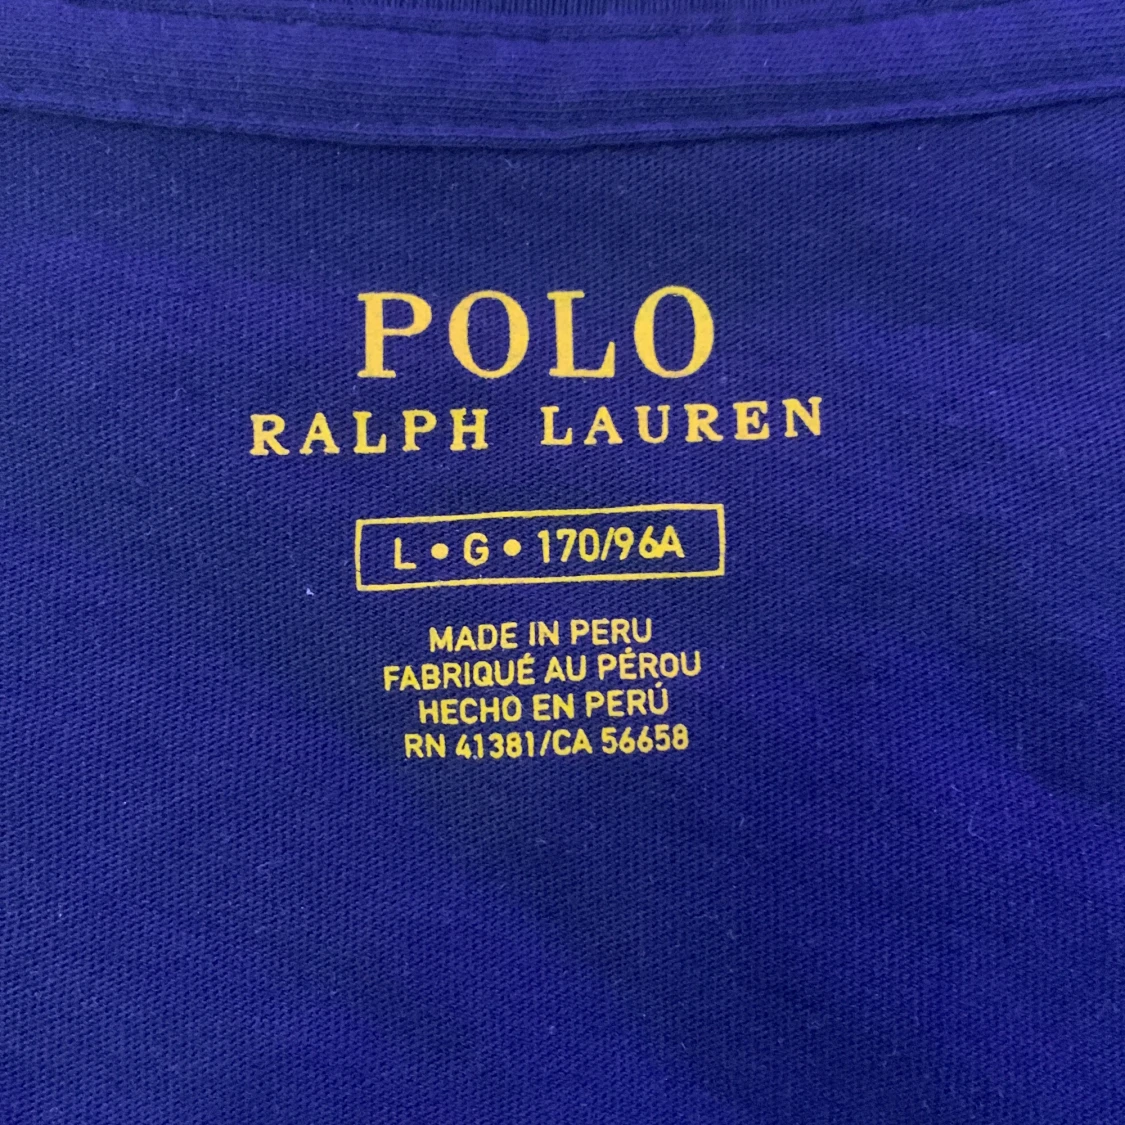 POLO
RALPH LAUREN
L • G • 170/96A
MADE IN PERU
FABRIQUÉ AU PÉROU
HECHO EN PERÚ
RN 41381/CA 56658